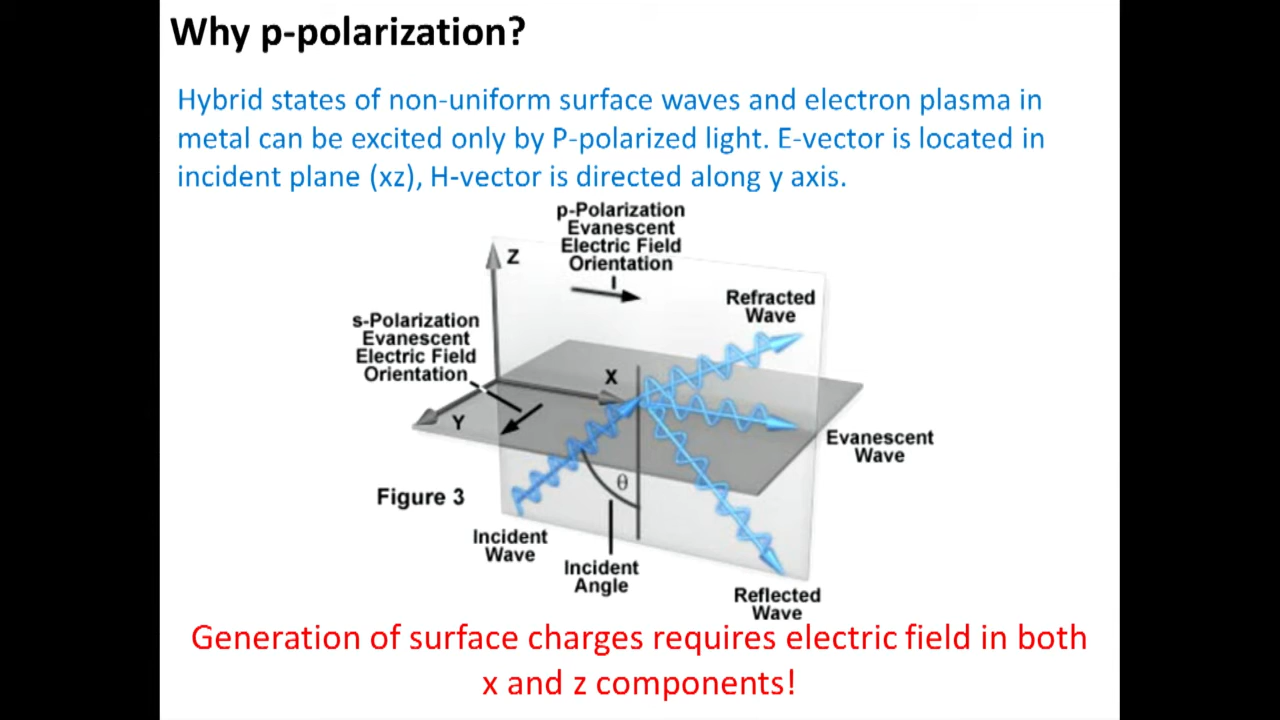 Why p-polarization?
Hybrid states of non-uniform surface waves and electron plasma in
metal can be excited only by P-polarized light. E-vector is located in
incident plane (xz), H-vector is directed along y axis.
p-Polarization
Evanescent
Electric Field
Orientation
Z
Refracted
Wave
s-Polarization
Evanescent
Electric Field
Orientation
X
Y
Evanescent
Wave
θ
Figure 3
Incident
Wave
Incident
Angle
Reflected
Wave
Generation of surface charges requires electric field in both
x and z components!